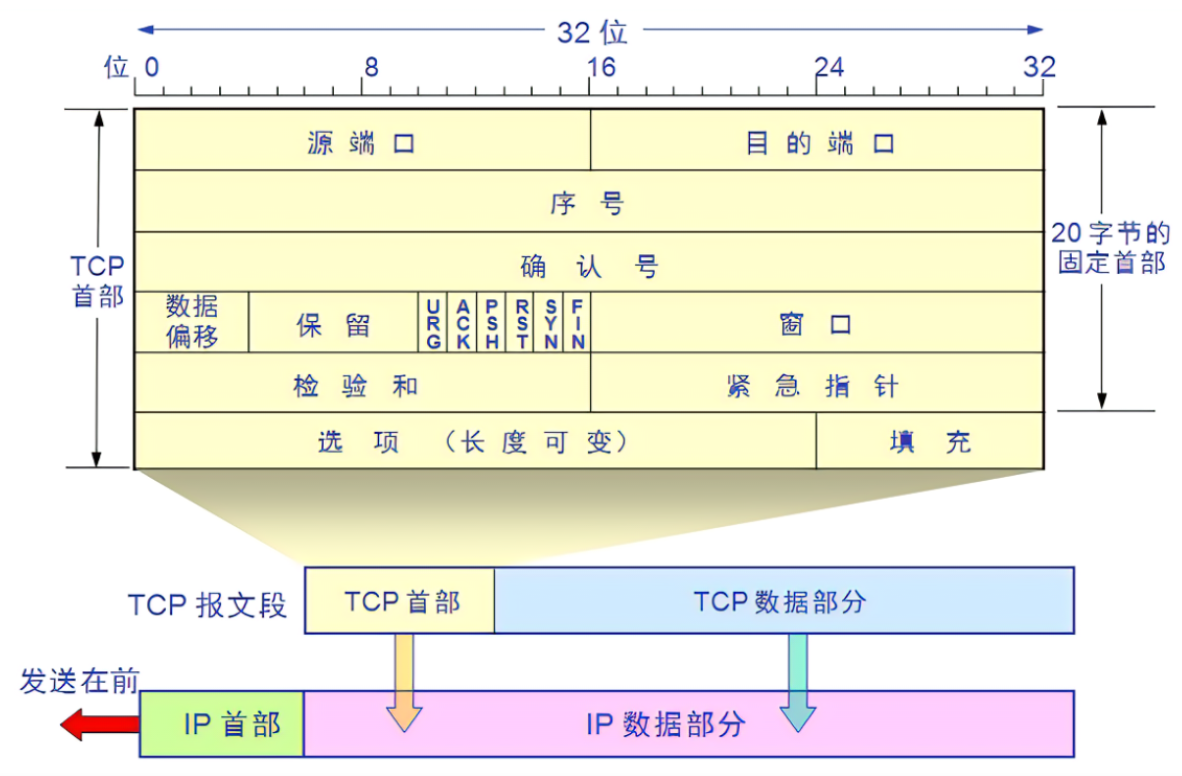 32 位
位 0 8 16 24 32
源 端 口 目 的 端 口
序 号
20 字节的
固定首部
确 认 号
TCP
首部
数据
偏移
保 留
URG
ACK
PSH
RST
SYN
FIN
窗 口
检 验 和 紧 急 指 针
选 项 （长 度 可 变） 填 充
TCP 报文段 TCP 首部 TCP 数据部分
发送在前
IP 首部 IP 数据部分